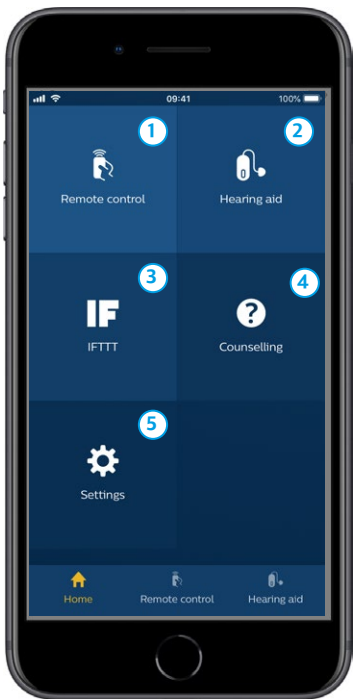 09:41 100%
1 2
Remote control Hearing aid
3 4
IF
IFTTT Counselling
5
Settings
Home Remote control Hearing aid